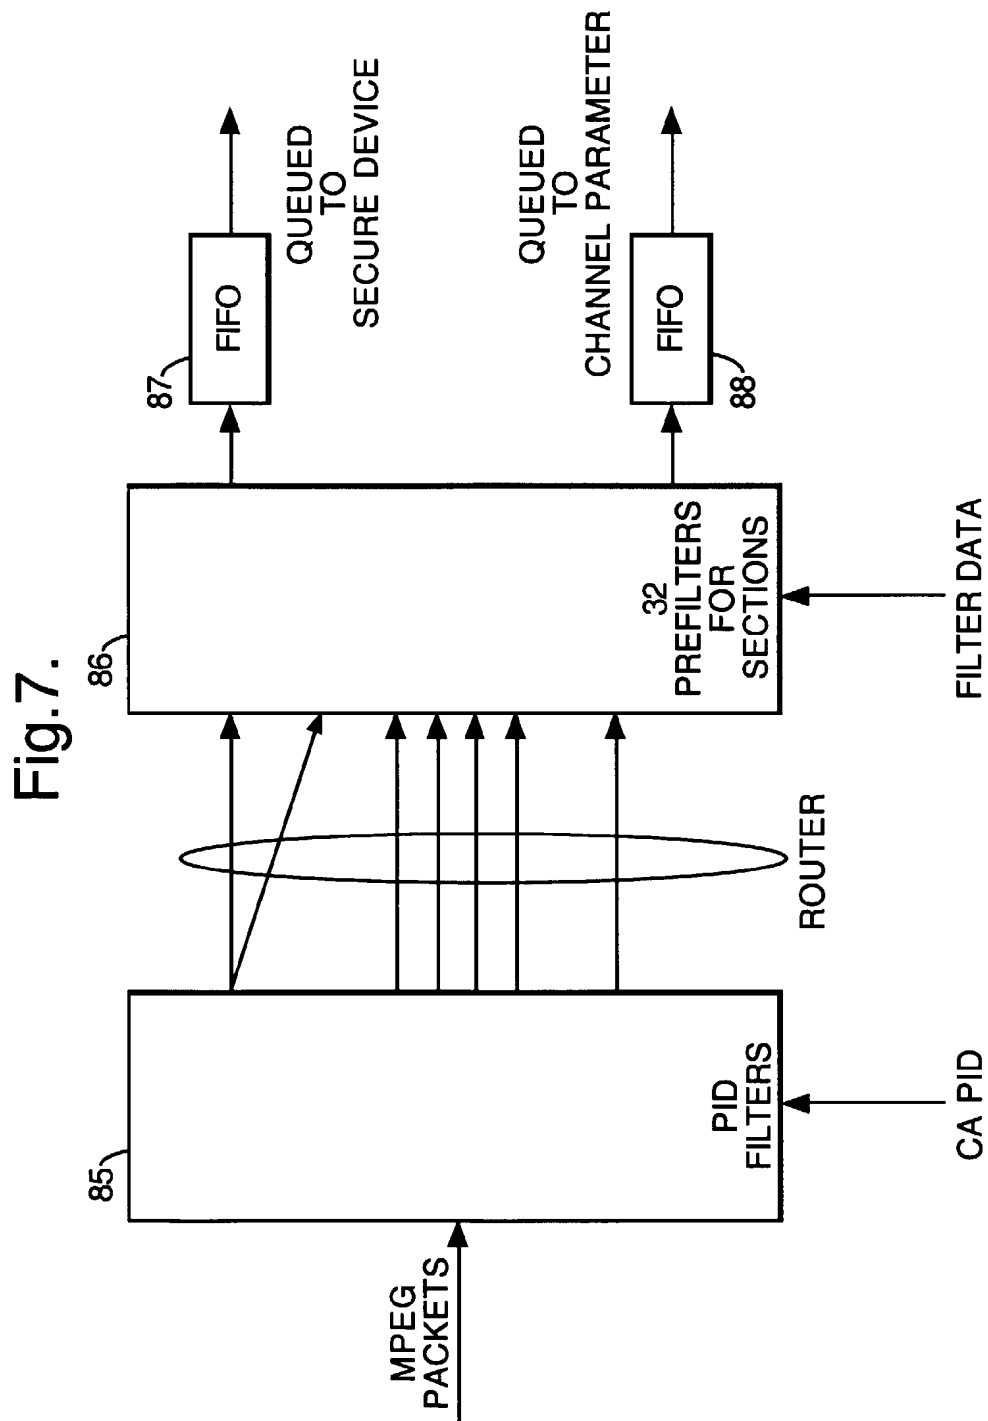 Fig.7.
MPEG
PACKETS
85
PID
FILTERS
CA PID
ROUTER
86
32
PREFILTERS
FOR
SECTIONS
FILTER DATA
87
FIFO
QUEUED
TO
SECURE DEVICE
QUEUED
TO
CHANNEL PARAMETER
FIFO
88